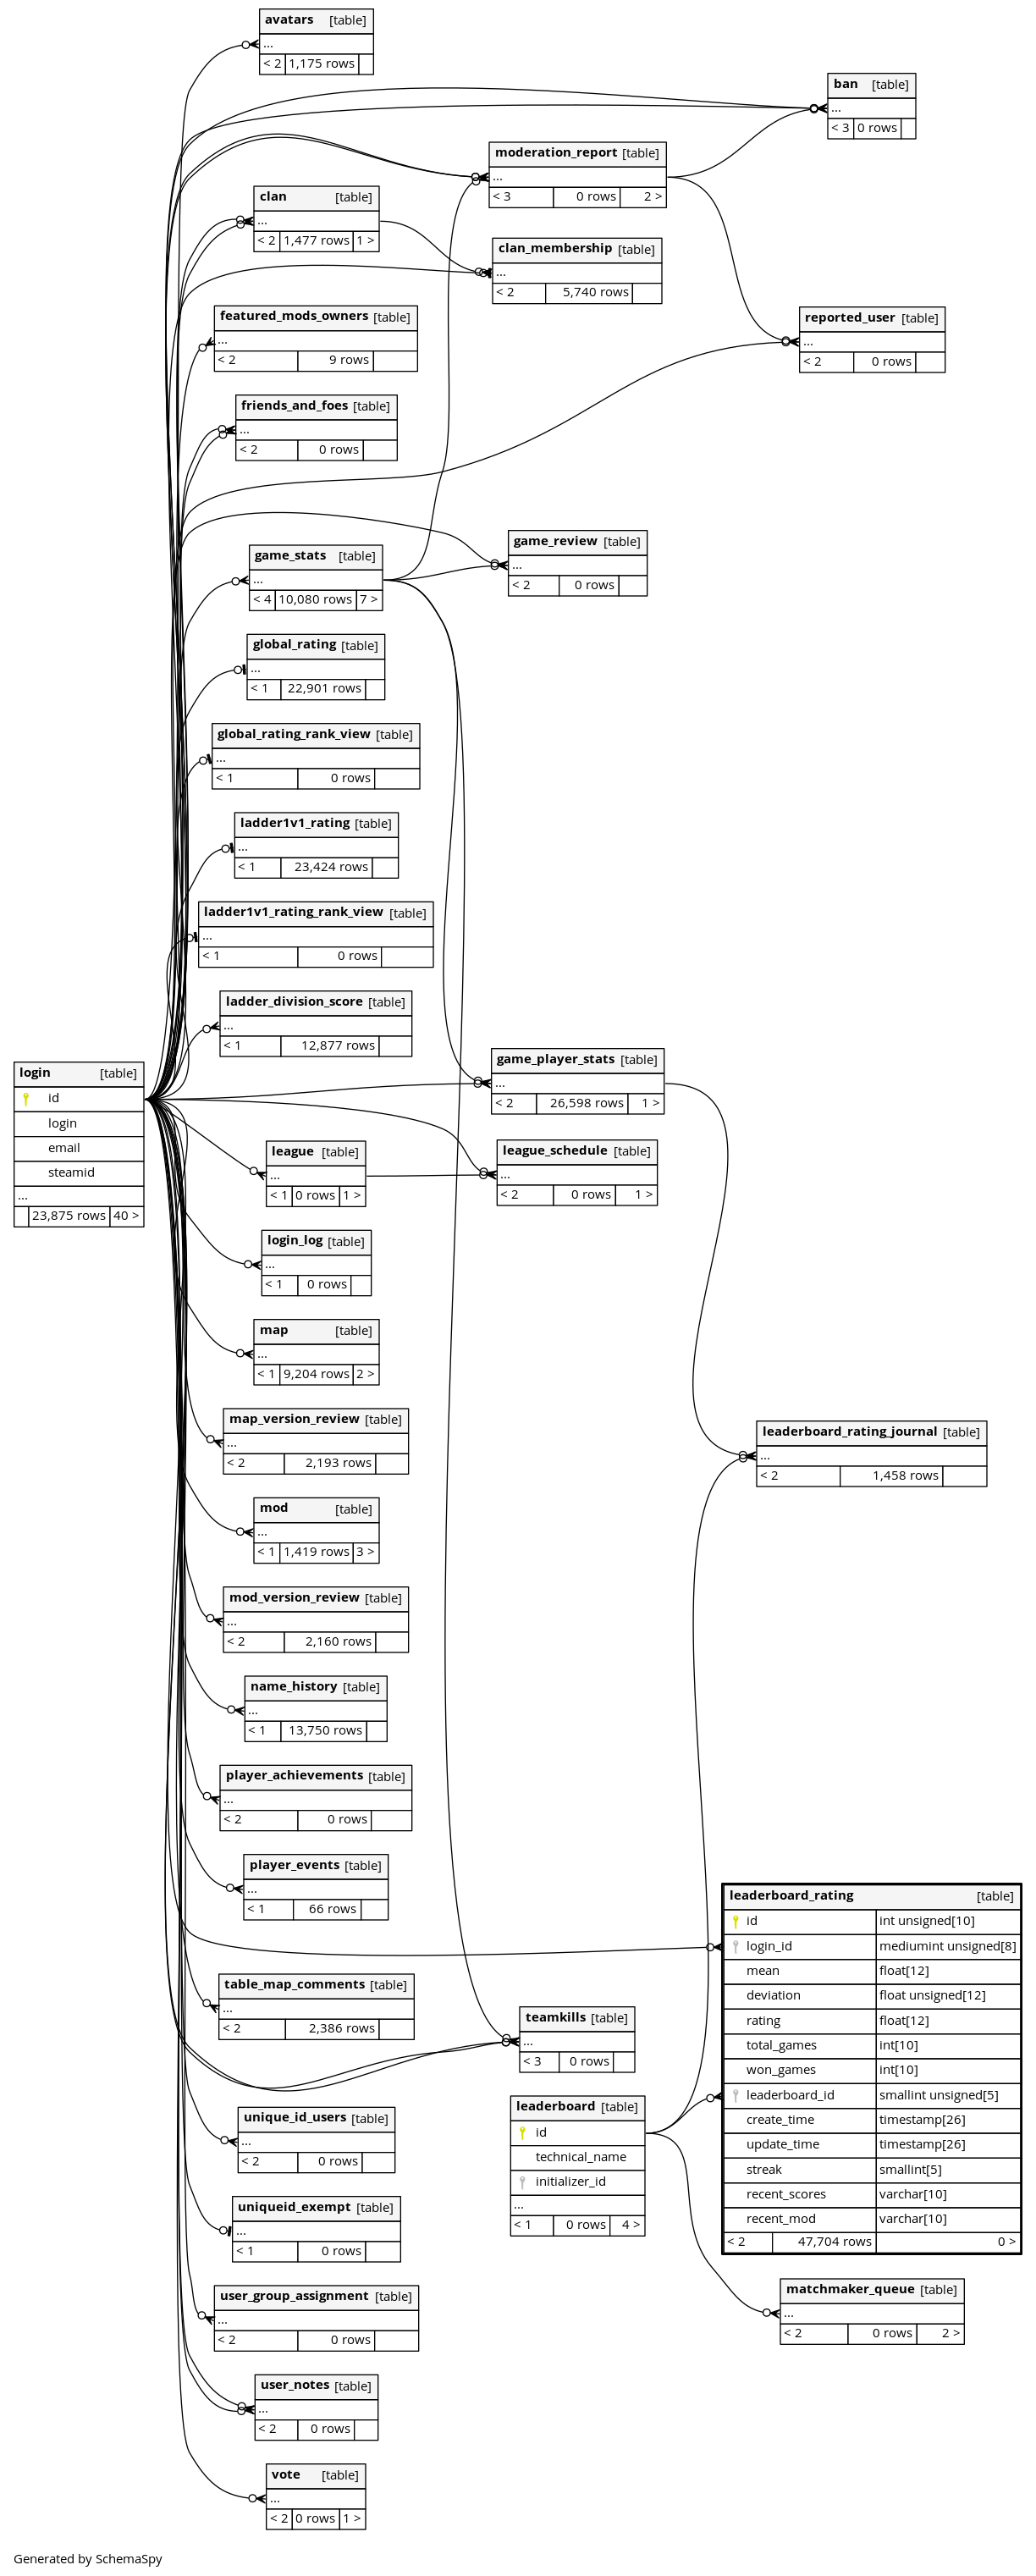 avatars [table]
...
< 2 1,175 rows
ban [table]
...
< 3 0 rows
moderation_report [table]
...
< 3 0 rows 2 >
clan [table]
...
< 2 1,477 rows 1 >
clan_membership [table]
...
< 2 5,740 rows
featured_mods_owners [table]
...
< 2 9 rows
reported_user [table]
...
< 2 0 rows
friends_and_foes [table]
...
< 2 0 rows
game_review [table]
...
< 2 0 rows
game_stats [table]
...
< 4 10,080 rows 7 >
global_rating [table]
...
< 1 22,901 rows
global_rating_rank_view [table]
...
< 1 0 rows
ladder1v1_rating [table]
...
< 1 23,424 rows
ladder1v1_rating_rank_view [table]
...
< 1 0 rows
ladder_division_score [table]
...
< 1 12,877 rows
game_player_stats [table]
...
< 2 26,598 rows 1 >
login [table]
id
login
email
steamid
...
23,875 rows 40 >
league [table]
...
< 1 0 rows 1 >
league_schedule [table]
...
< 2 0 rows 1 >
login_log [table]
...
< 1 0 rows
map [table]
...
< 1 9,204 rows 2 >
map_version_review [table]
...
< 2 2,193 rows
leaderboard_rating_journal [table]
...
< 2 1,458 rows
mod [table]
...
< 1 1,419 rows 3 >
mod_version_review [table]
...
< 2 2,160 rows
name_history [table]
...
< 1 13,750 rows
player_achievements [table]
...
< 2 0 rows
player_events [table]
...
< 1 66 rows
leaderboard_rating [table]
id int unsigned[10]
login_id mediumint unsigned[8]
mean float[12]
deviation float unsigned[12]
rating float[12]
total_games int[10]
won_games int[10]
leaderboard_id smallint unsigned[5]
create_time timestamp[26]
update_time timestamp[26]
streak smallint[5]
recent_scores varchar[10]
recent_mod varchar[10]
< 2 47,704 rows 0 >
table_map_comments [table]
...
< 2 2,386 rows
teamkills [table]
...
< 3 0 rows
leaderboard [table]
id
technical_name
initializer_id
...
< 1 0 rows 4 >
unique_id_users [table]
...
< 2 0 rows
uniqueid_exempt [table]
...
< 1 0 rows
matchmaker_queue [table]
...
< 2 0 rows 2 >
user_group_assignment [table]
...
< 2 0 rows
user_notes [table]
...
< 2 0 rows
vote [table]
...
< 2 0 rows 1 >
Generated by SchemaSpy